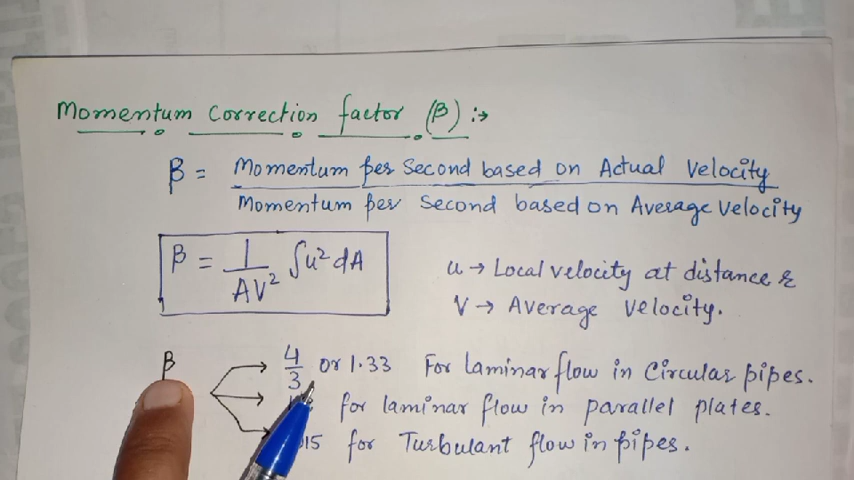 Momentum Correction factor (β) :→
β = Momentum per Second based on Actual Velocity
Momentum per Second based on Average Velocity
β = 1/AV² ∫u² dA
u → Local velocity at distance r
V → Average Velocity.
β
4/3 or 1.33 For laminar flow in Circular pipes.
for laminar flow in parallel plates.
15 for Turbulant flow in pipes.